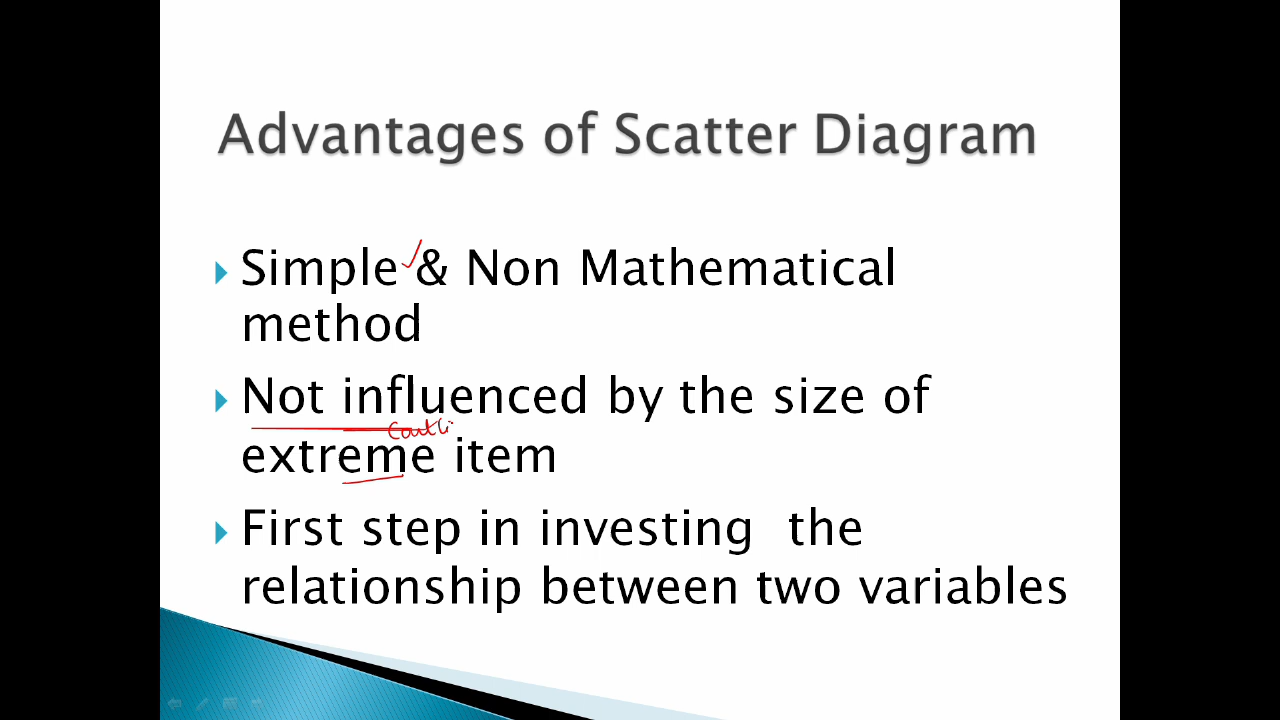 Advantages of Scatter Diagram
Simple & Non Mathematical
method
Not influenced by the size of
extreme item
First step in investing the
relationship between two variables